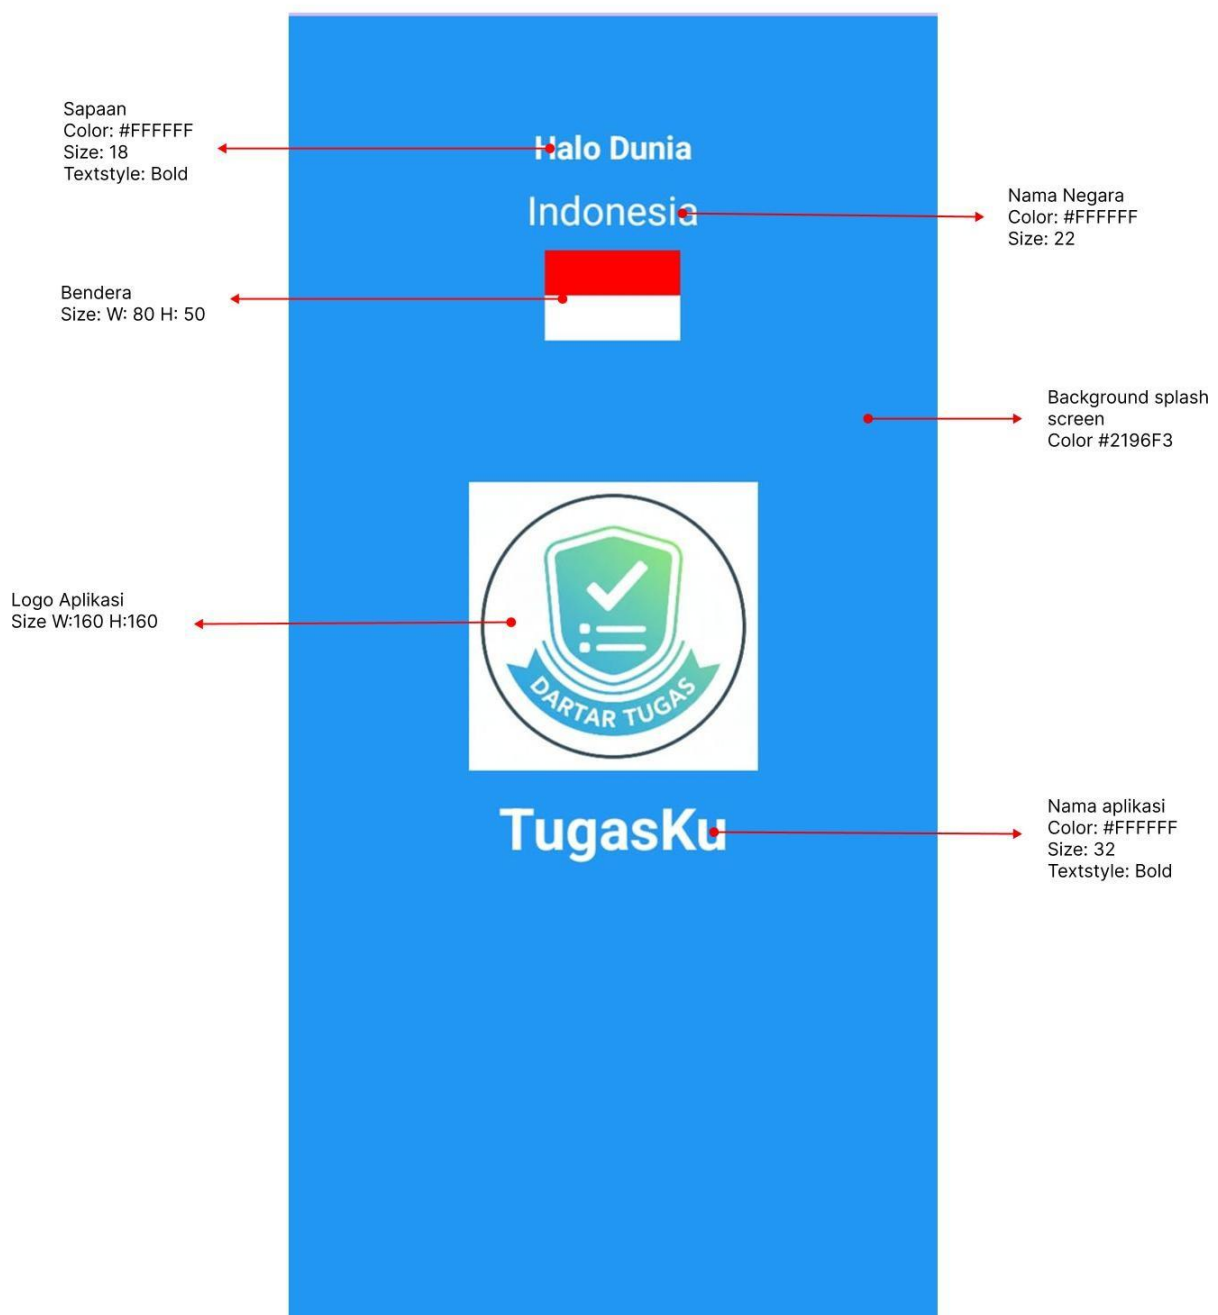 Sapaan
Color: #FFFFFF
Size: 18
Textstyle: Bold
Halo Dunia
Indonesia
Nama Negara
Color: #FFFFFF
Size: 22
Bendera
Size: W: 80 H: 50
Background splash
screen
Color #2196F3
Logo Aplikasi
Size W:160 H:160
DARTAR TUGAS
TugasKu
Nama aplikasi
Color: #FFFFFF
Size: 32
Textstyle: Bold